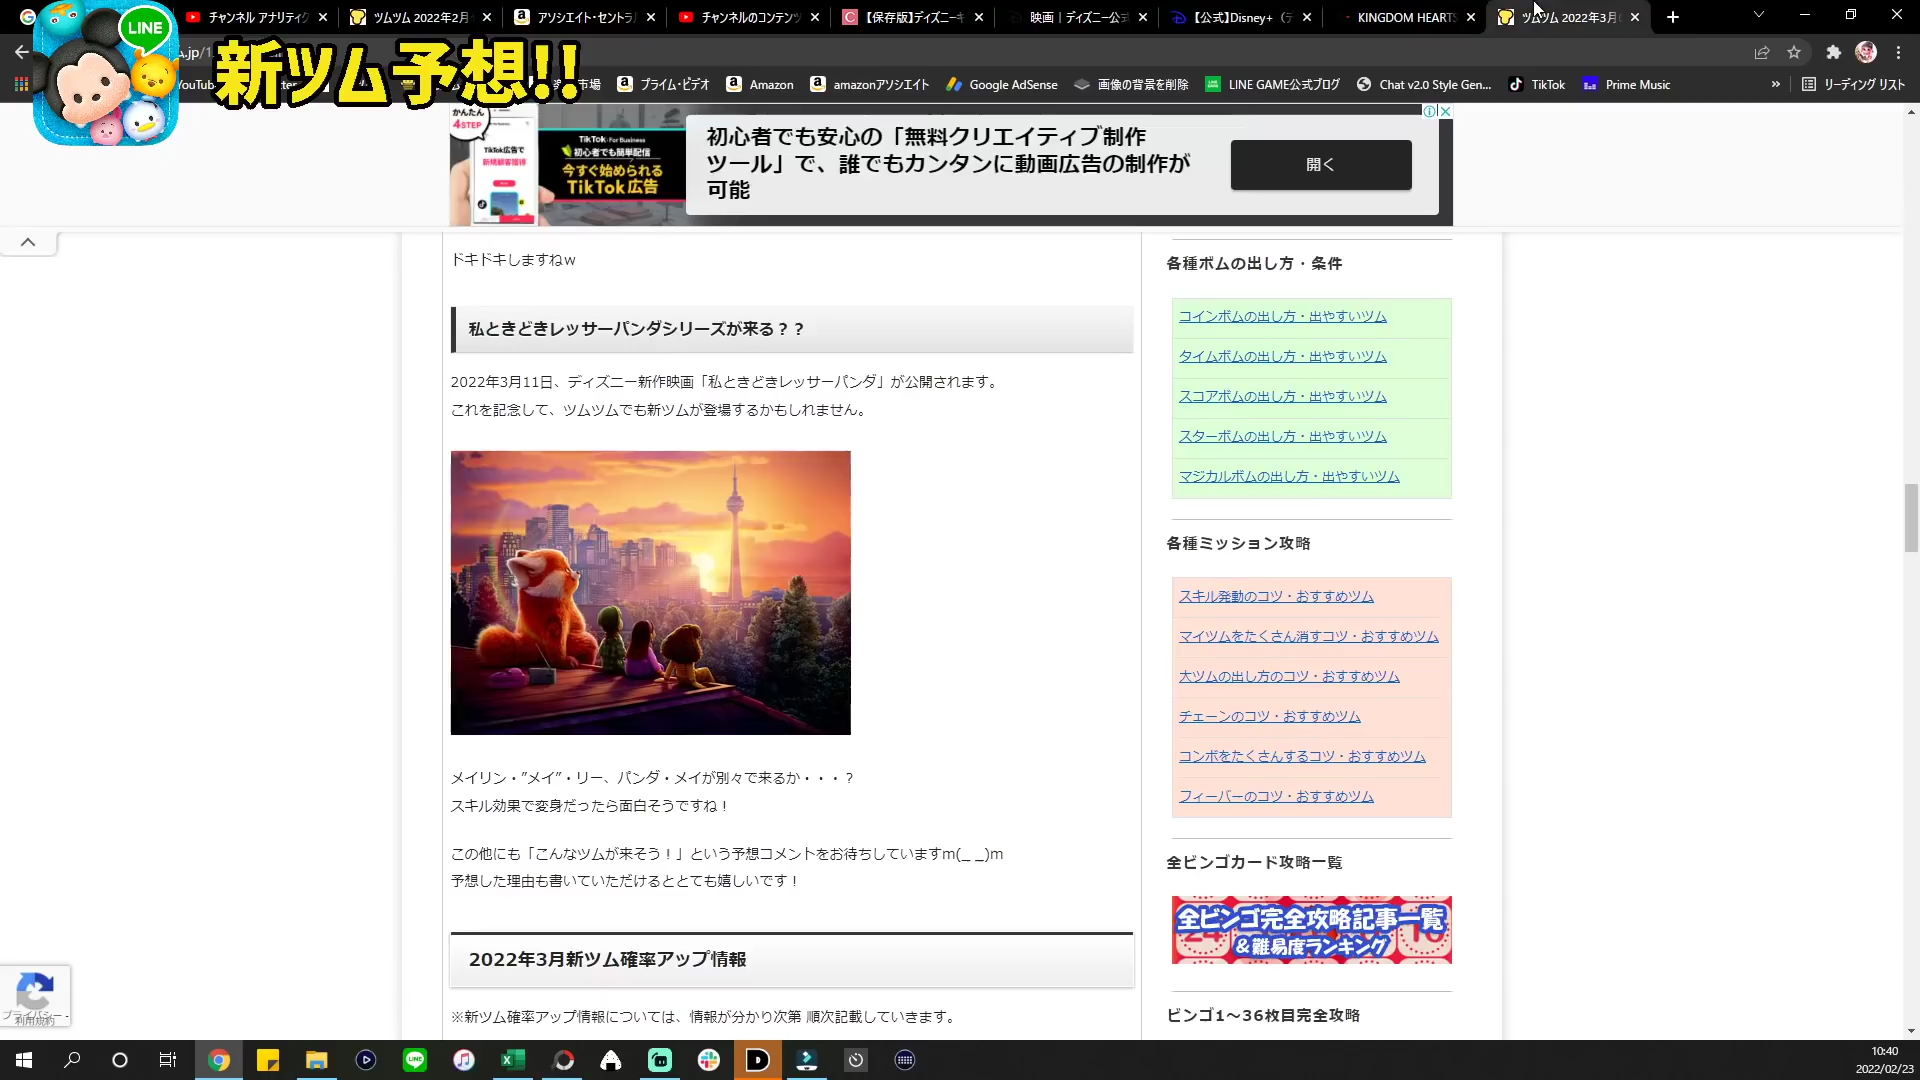 チャンネル アナリティク
ツムツム 2022年2月
アソシエイト・セントラル
チャンネルのコンテンツ
【保存版】ディズニーキ
映画 | ディズニー公式
【公式】Disney+（デ
KINGDOM HEARTS
ツムツム 2022年3月
LINE
.jp/1
新ツム予想!!
YouTub
市場
プライム・ビデオ
Amazon
amazonアソシエイト
Google AdSense
画像の背景を削除
LINE GAME公式ブログ
Chat v2.0 Style Gen...
TikTok
Prime Music
»
リーディング リスト
かんたん
4STEP
TikTok広告で
新規顧客獲得
TikTok For Business
初心者でも簡単配信
今すぐ始められる
TikTok広告
初心者でも安心の「無料クリエイティブ制作
ツール」で、誰でもカンタンに動画広告の制作が
可能
開く
ドキドキしますねw
私ときどきレッサーパンダシリーズが来る？？
2022年3月11日、ディズニー新作映画「私ときどきレッサーパンダ」が公開されます。
これを記念して、ツムツムでも新ツムが登場するかもしれません。
メイリン・”メイ”・リー、パンダ・メイが別々で来るか・・・？
スキル効果で変身だったら面白そうですね！
この他にも「こんなツムが来そう！」という予想コメントをお待ちしていますm(_ _)m
予想した理由も書いていただけるととても嬉しいです！
2022年3月新ツム確率アップ情報
※新ツム確率アップ情報については、情報が分かり次第 順次記載していきます。
各種ボムの出し方・条件
コインボムの出し方・出やすいツム
タイムボムの出し方・出やすいツム
スコアボムの出し方・出やすいツム
スターボムの出し方・出やすいツム
マジカルボムの出し方・出やすいツム
各種ミッション攻略
スキル発動のコツ・おすすめツム
マイツムをたくさん消すコツ・おすすめツム
大ツムの出し方のコツ・おすすめツム
チェーンのコツ・おすすめツム
コンボをたくさんするコツ・おすすめツム
フィーバーのコツ・おすすめツム
全ビンゴカード攻略一覧
全ビンゴ完全攻略記事一覧
&難易度ランキング
ビンゴ1～36枚目完全攻略
プライバシー -
利用規約
10:40
2022/02/23